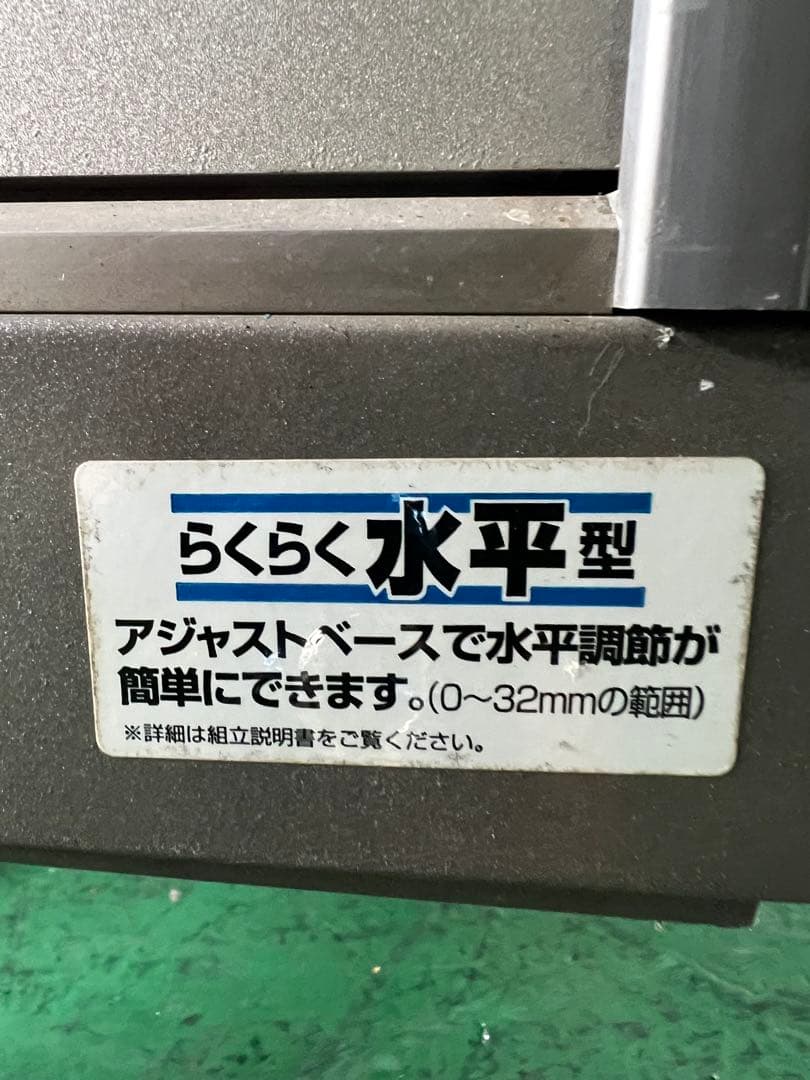 らくらく水平型
アジャストベースで水平調節が
簡単にできます。(0〜32mmの範囲)
※詳細は組立説明書をご覧ください。